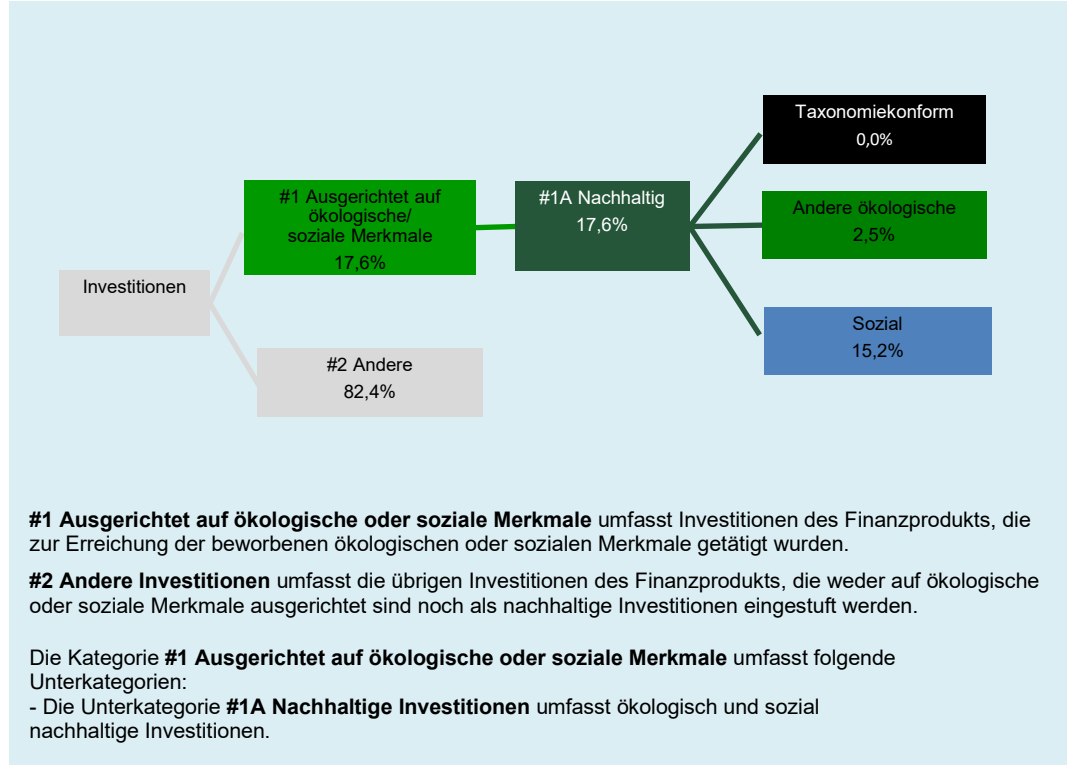 Taxonomiekonform
0,0%
#1 Ausgerichtet auf
ökologische/
soziale Merkmale
17,6%
#1A Nachhaltig
17,6%
Andere ökologische
2,5%
Investitionen
Sozial
15,2%
#2 Andere
82,4%
#1 Ausgerichtet auf ökologische oder soziale Merkmale umfasst Investitionen des Finanzprodukts, die
zur Erreichung der beworbenen ökologischen oder sozialen Merkmale getätigt wurden.
#2 Andere Investitionen umfasst die übrigen Investitionen des Finanzprodukts, die weder auf ökologische
oder soziale Merkmale ausgerichtet sind noch als nachhaltige Investitionen eingestuft werden.
Die Kategorie #1 Ausgerichtet auf ökologische oder soziale Merkmale umfasst folgende
Unterkategorien:
- Die Unterkategorie #1A Nachhaltige Investitionen umfasst ökologisch und sozial
nachhaltige Investitionen.